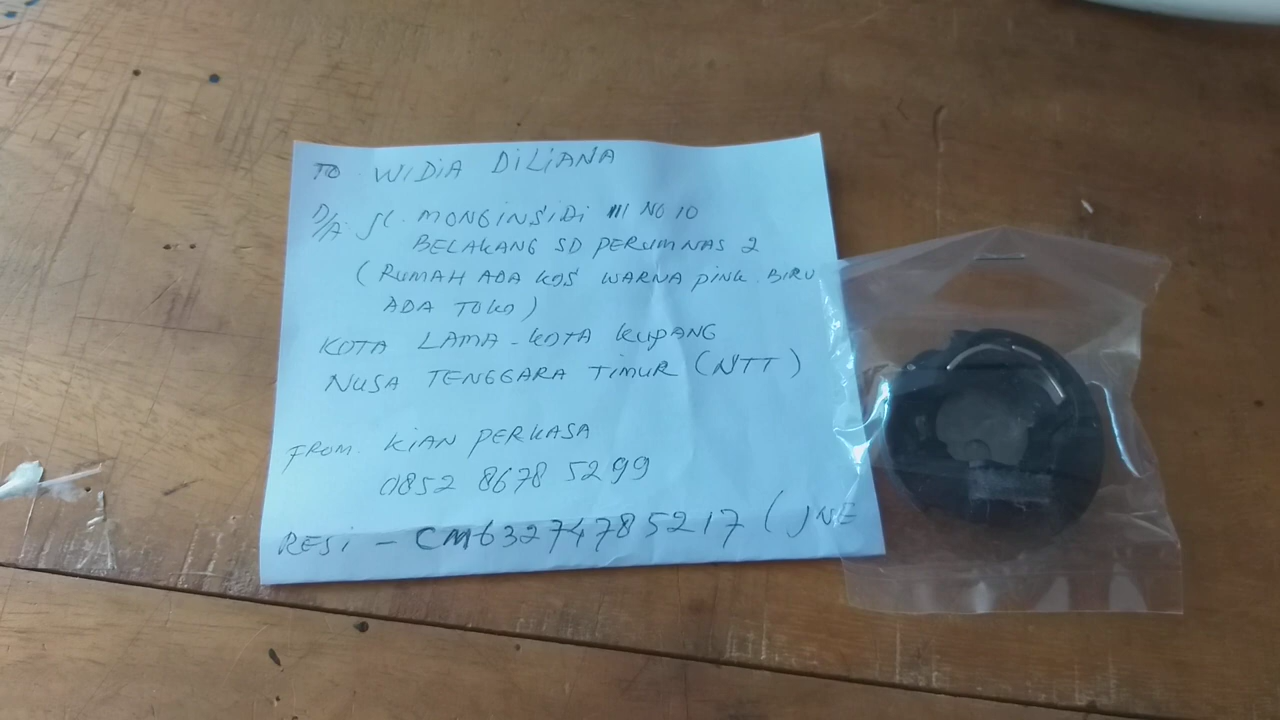 TO WIDIA DILIANA
D/A. JL. MONGINSIDI III NO 10
BELAKANG SD PERUMNAS 2
(RUMAH ADA KOS WARNA PINK. BIRU
ADA TOKO)
KOTA LAMA - KOTA KUPANG
NUSA TENGGARA TIMUR (NTT)
FROM. KIAN PERKASA
0852 8678 5299
RESI - CM63274785217 (JNE